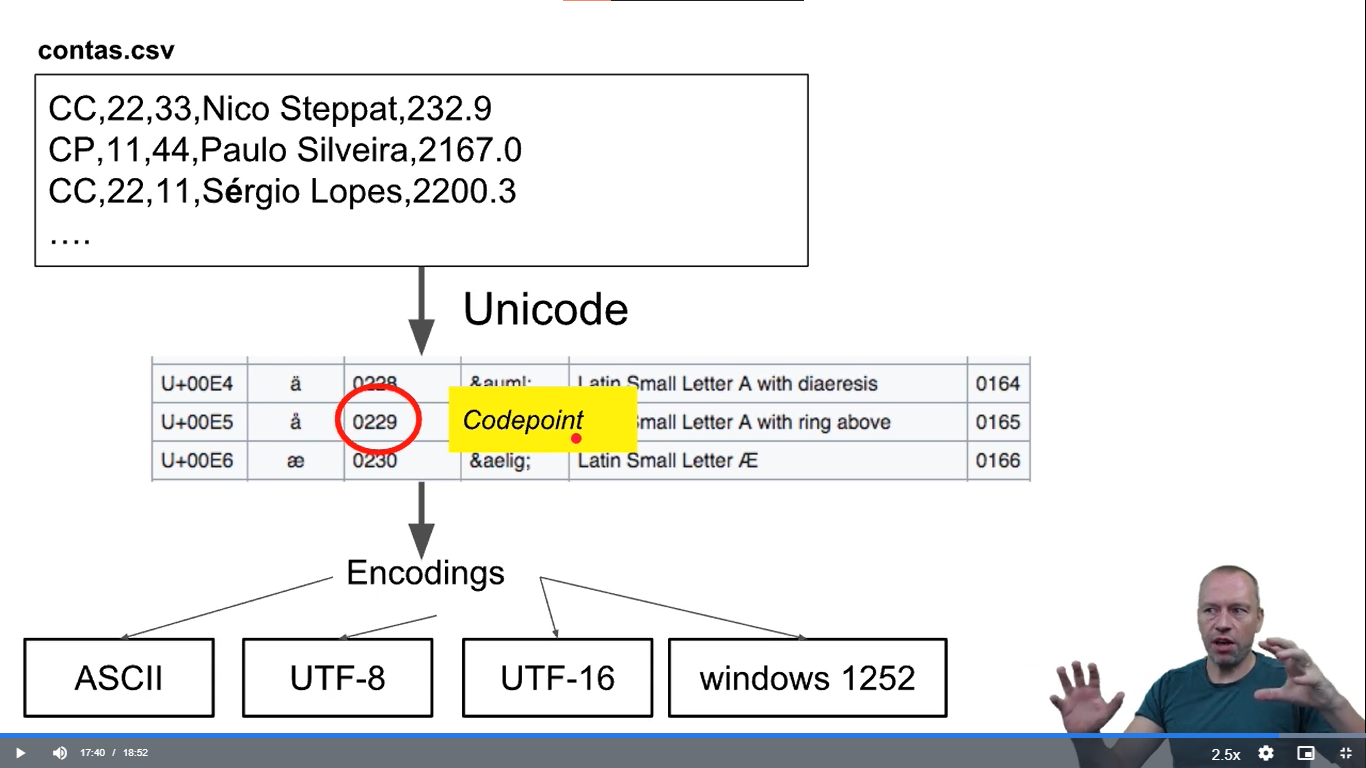 contas.csv
CC,22,33,Nico Steppat,232.9
CP,11,44,Paulo Silveira,2167.0
CC,22,11,Sérgio Lopes,2200.3
....
Unicode
U+00E4 ä 0228 &auml; Latin Small Letter A with diaeresis 0164
U+00E5 å 0229 Codepoint Small Letter A with ring above 0165
U+00E6 æ 0230 &aelig; Latin Small Letter Æ 0166
Encodings
ASCII UTF-8 UTF-16 windows 1252
17:40 / 18:52 2.5x